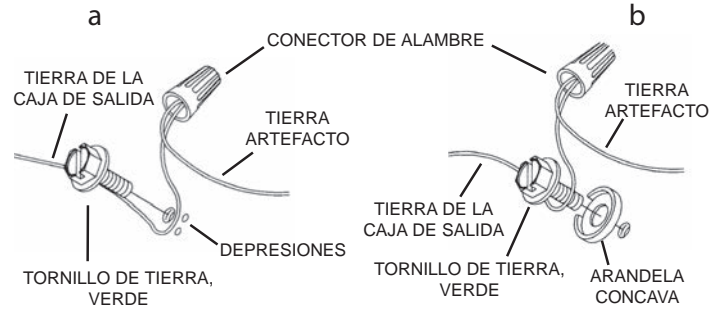 a
b
CONECTOR DE ALAMBRE
TIERRA DE LA
CAJA DE SALIDA
TIERRA
ARTEFACTO
DEPRESIONES
TORNILLO DE TIERRA,
VERDE
TIERRA
ARTEFACTO
TIERRA DE LA
CAJA DE SALIDA
TORNILLO DE TIERRA,
VERDE
ARANDELA
CONCAVA